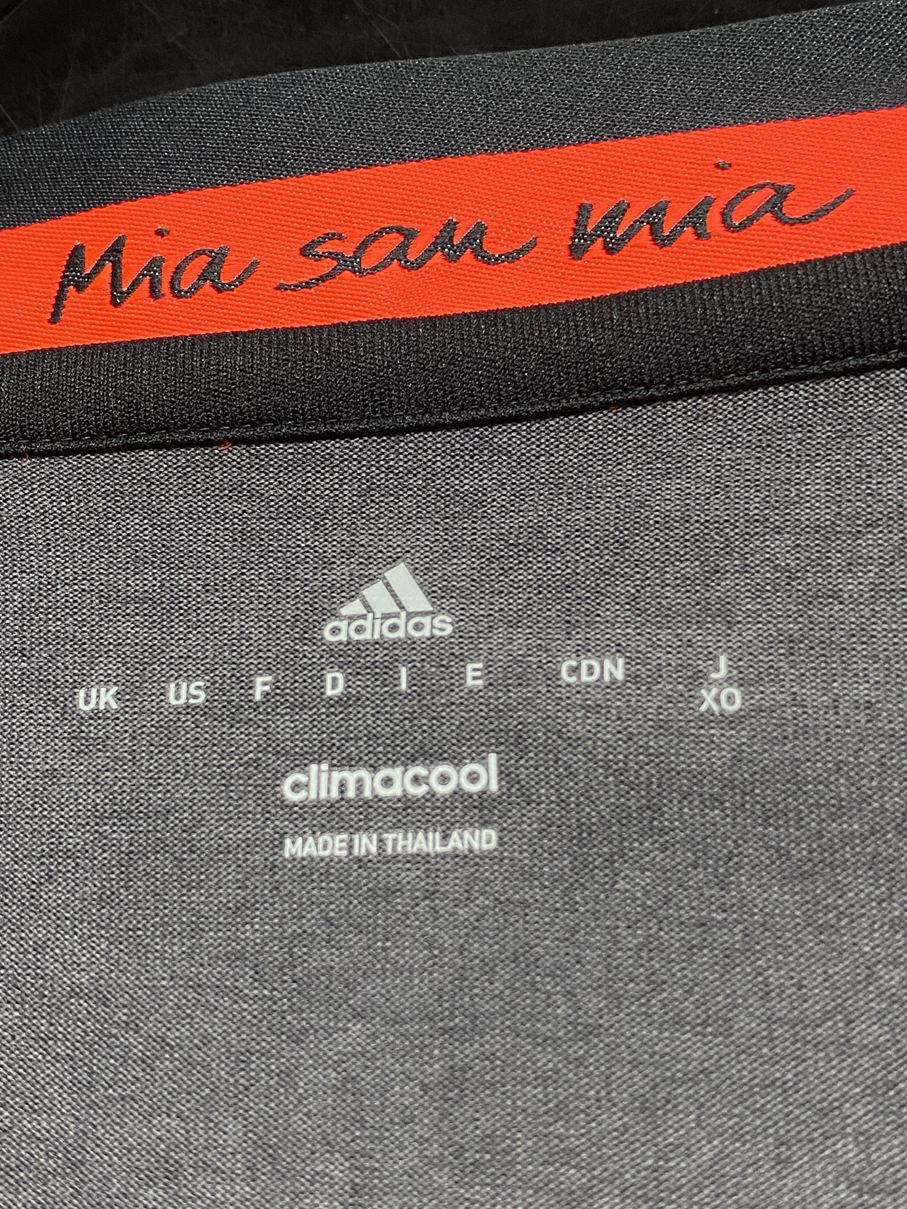 Mia san mia
adidas
UK US F D I E CDN J
XO
climacool
MADE IN THAILAND